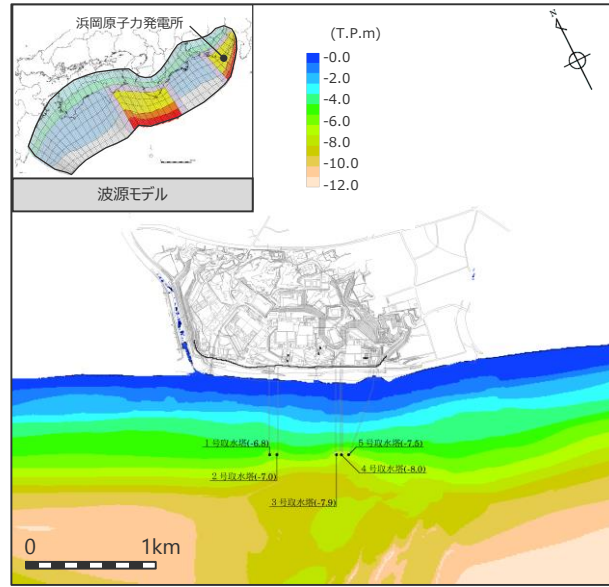 浜岡原子力発電所
波源モデル
(T.P.m)
-0.0
-2.0
-4.0
-6.0
-8.0
-10.0
-12.0
N
1号取水塔(-6.8)
2号取水塔(-7.0)
3号取水塔(-7.9)
4号取水塔(-8.0)
5号取水塔(-7.5)
0 1km